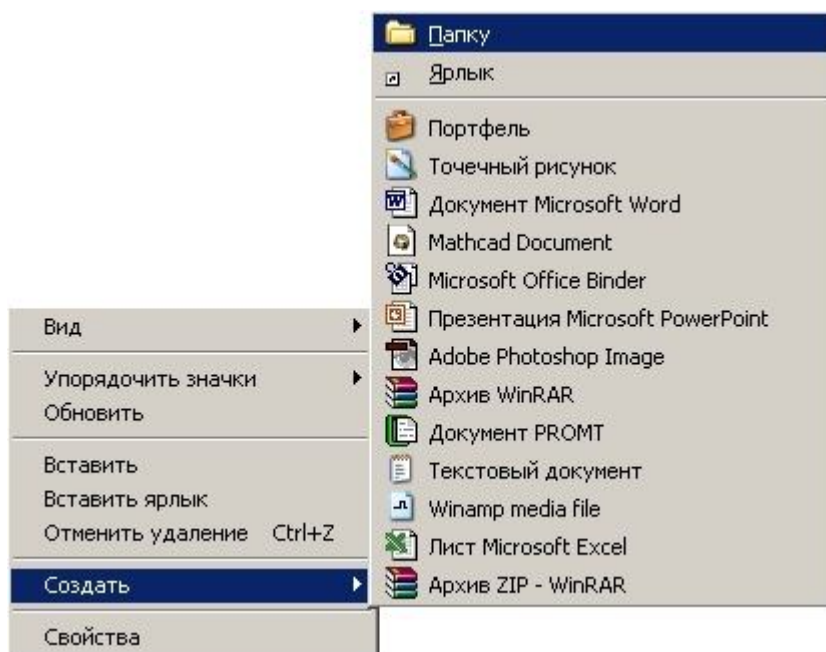 Папку
Ярлык
Портфель
Точечный рисунок
Документ Microsoft Word
Mathcad Document
Microsoft Office Binder
Презентация Microsoft PowerPoint
Adobe Photoshop Image
Архив WinRAR
Документ PROMT
Текстовый документ
Winamp media file
Лист Microsoft Excel
Архив ZIP - WinRAR
Вид
Упорядочить значки
Обновить
Вставить
Вставить ярлык
Отменить удаление Ctrl+Z
Создать
Свойства